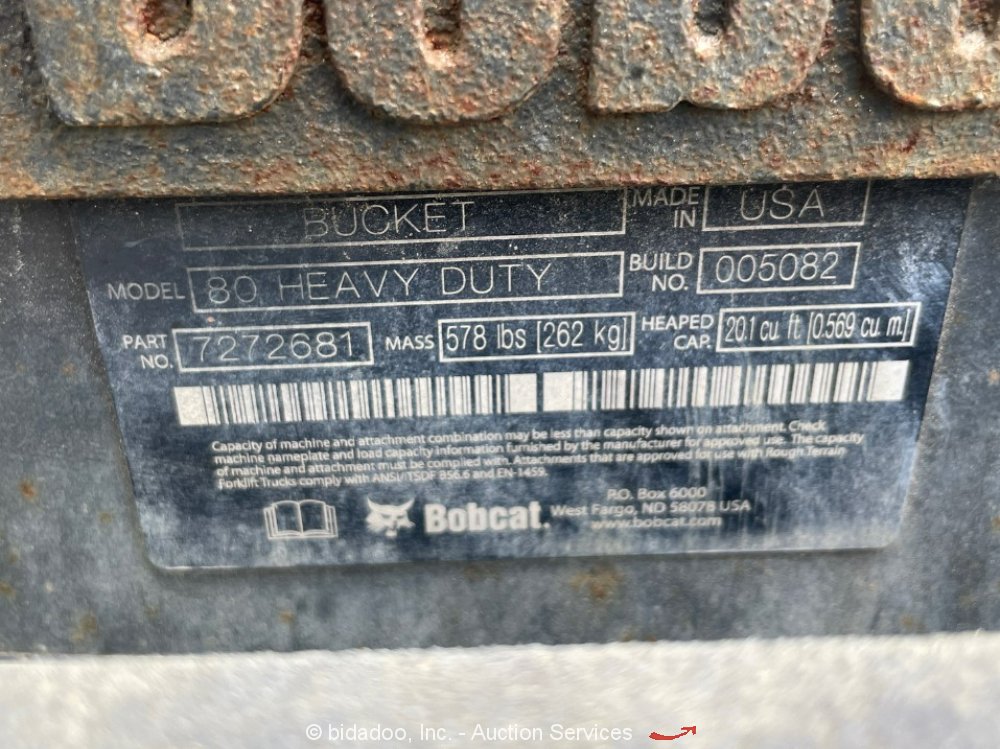 BUCKET
MADE IN USA
MODEL 80 HEAVY DUTY
BUILD NO. 005082
PART NO. 7272681
MASS 578 lbs [262 kg]
HEAPED CAP. 20.1 cu ft [0.569 cu m]
Capacity of machine and attachment combination may be less than capacity shown on attachment. Check
machine nameplate and load capacity information furnished by the manufacturer for approved use. The capacity
of machine and attachment must be complied with. Attachments that are approved for use with Rough Terrain
Forklift Trucks comply with ANSI/ITSDF B56.6 and EN-1459.
Bobcat.
P.O. Box 6000
West Fargo, ND 58078 USA
www.bobcat.com
© bidadoo, Inc. - Auction Services